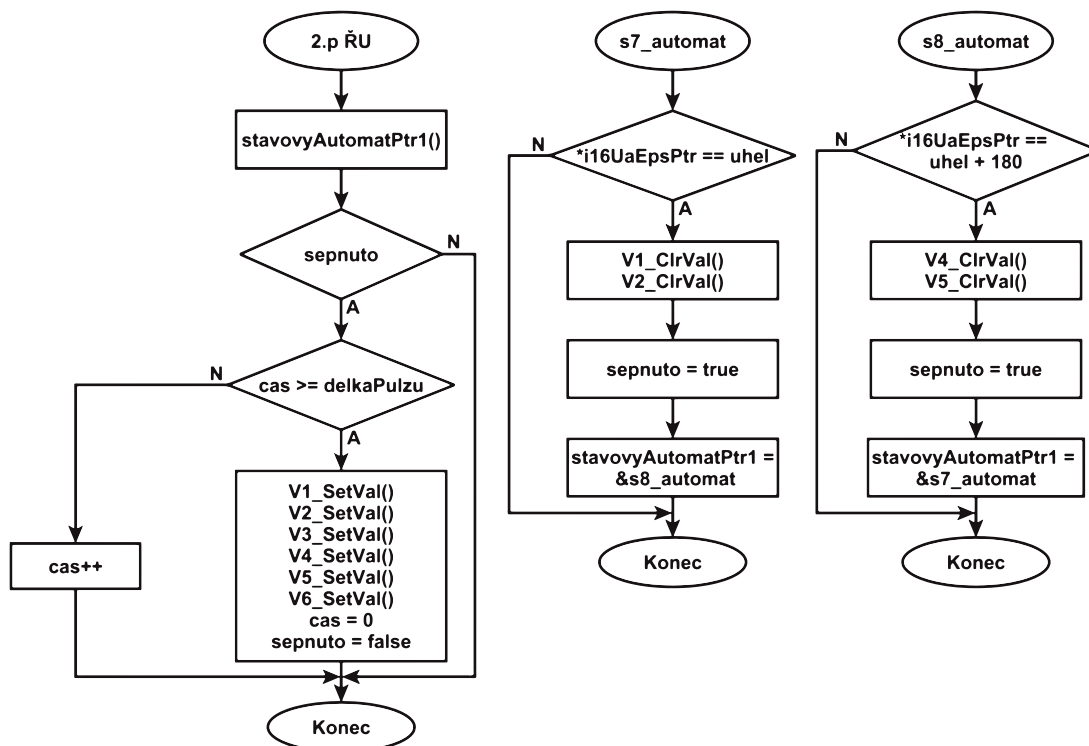 2.p ŘU
stavovyAutomatPtr1()
sepnuto
N
A
cas >= delkaPulzu
N
A
cas++
V1_SetVal()
V2_SetVal()
V3_SetVal()
V4_SetVal()
V5_SetVal()
V6_SetVal()
cas = 0
sepnuto = false
Konec
s7_automat
N
*i16UaEpsPtr == uhel
A
V1_ClrVal()
V2_ClrVal()
sepnuto = true
stavovyAutomatPtr1 =
&s8_automat
Konec
s8_automat
N
*i16UaEpsPtr ==
uhel + 180
A
V4_ClrVal()
V5_ClrVal()
sepnuto = true
stavovyAutomatPtr1 =
&s7_automat
Konec